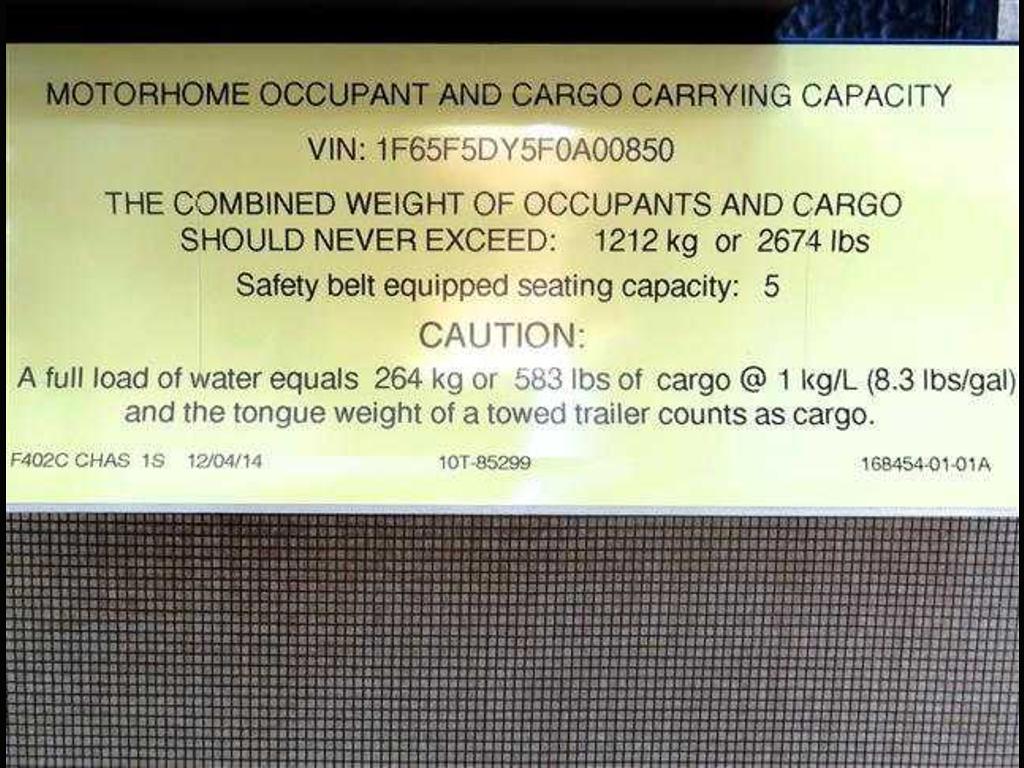 MOTORHOME OCCUPANT AND CARGO CARRYING CAPACITY
VIN: 1F65F5DY5F0A00850
THE COMBINED WEIGHT OF OCCUPANTS AND CARGO
SHOULD NEVER EXCEED: 1212 kg or 2674 lbs
Safety belt equipped seating capacity: 5
CAUTION:
A full load of water equals 264 kg or 583 lbs of cargo @ 1 kg/L (8.3 lbs/gal)
and the tongue weight of a towed trailer counts as cargo.
F402C CHAS 1S 12/04/14 10T-85299 168454-01-01A